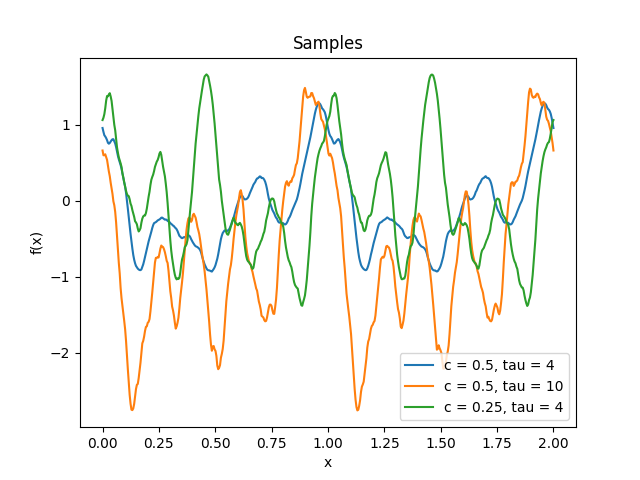 Samples
f(x)
1
0
−1
−2
0.00 0.25 0.50 0.75 1.00 1.25 1.50 1.75 2.00
x
c = 0.5, tau = 4
c = 0.5, tau = 10
c = 0.25, tau = 4